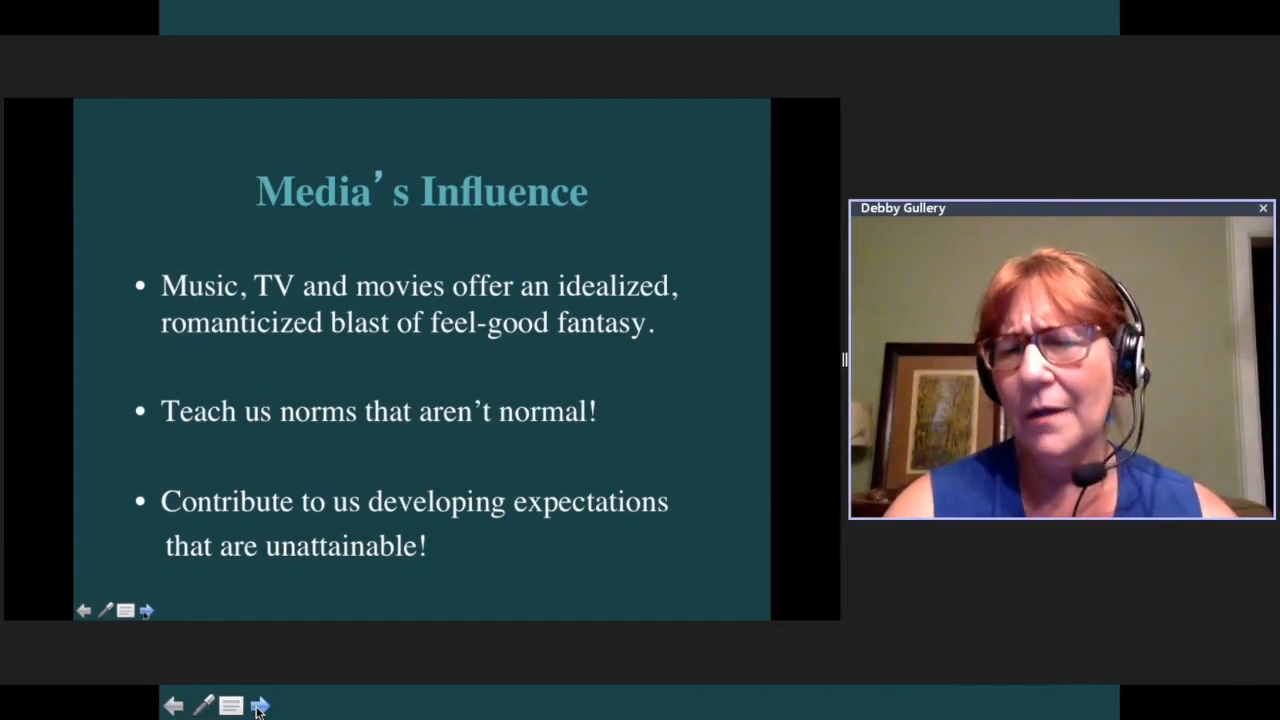 Media’s Influence
• Music, TV and movies offer an idealized,
romanticized blast of feel-good fantasy.
• Teach us norms that aren’t normal!
• Contribute to us developing expectations
that are unattainable!
Debby Gullery